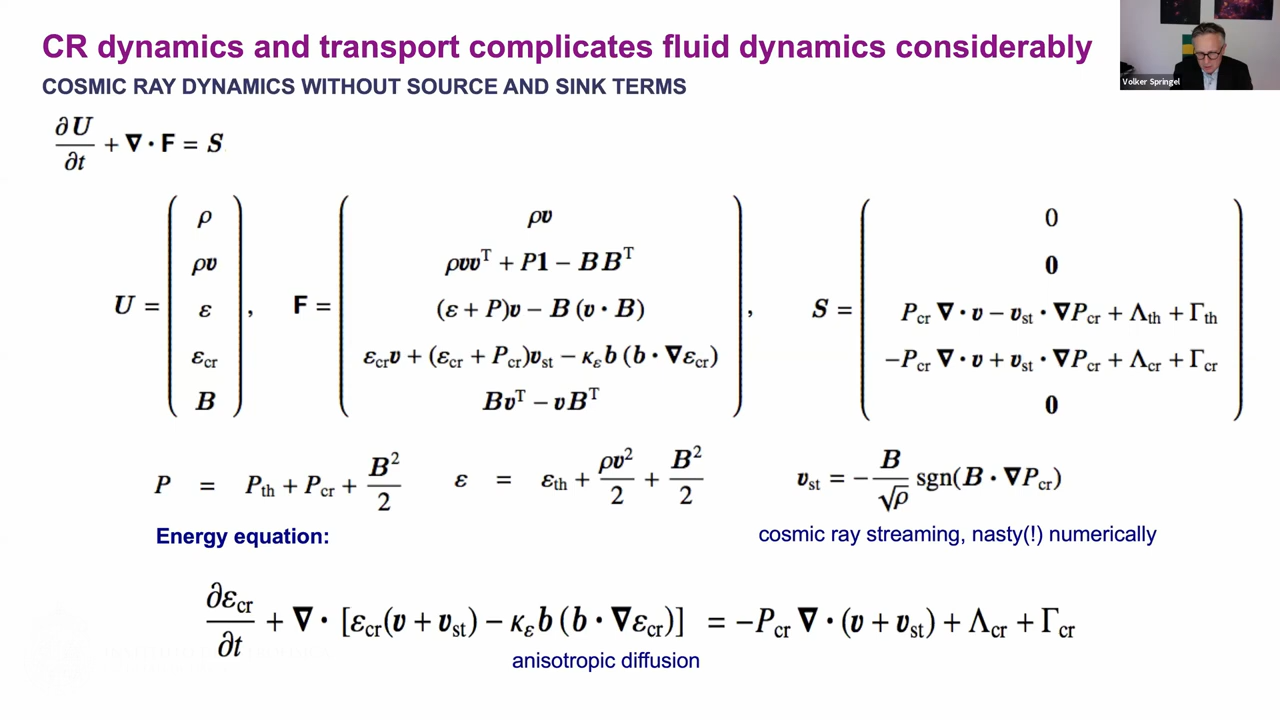 CR dynamics and transport complicates fluid dynamics considerably
Volker Springel
COSMIC RAY DYNAMICS WITHOUT SOURCE AND SINK TERMS
∂U/∂t + ∇ · F = S
U = ( ρ, ρv, ε, ε_cr, B ),
F = ( ρv, ρvv^T + P1 − BB^T, (ε + P)v − B (v · B), ε_cr v + (ε_cr + P_cr)v_st − κ_ε b (b · ∇ε_cr), Bv^T − vB^T ),
S = ( 0, 0, P_cr ∇ · v − v_st · ∇P_cr + Λ_th + Γ_th, −P_cr ∇ · v + v_st · ∇P_cr + Λ_cr + Γ_cr, 0 )
P = P_th + P_cr + B²/2
ε = ε_th + ρv²/2 + B²/2
v_st = − B/√ρ sgn(B · ∇P_cr)
Energy equation:
cosmic ray streaming, nasty(!) numerically
∂ε_cr/∂t + ∇ · [ε_cr(v + v_st) − κ_ε b (b · ∇ε_cr)] = −P_cr ∇ · (v + v_st) + Λ_cr + Γ_cr
anisotropic diffusion